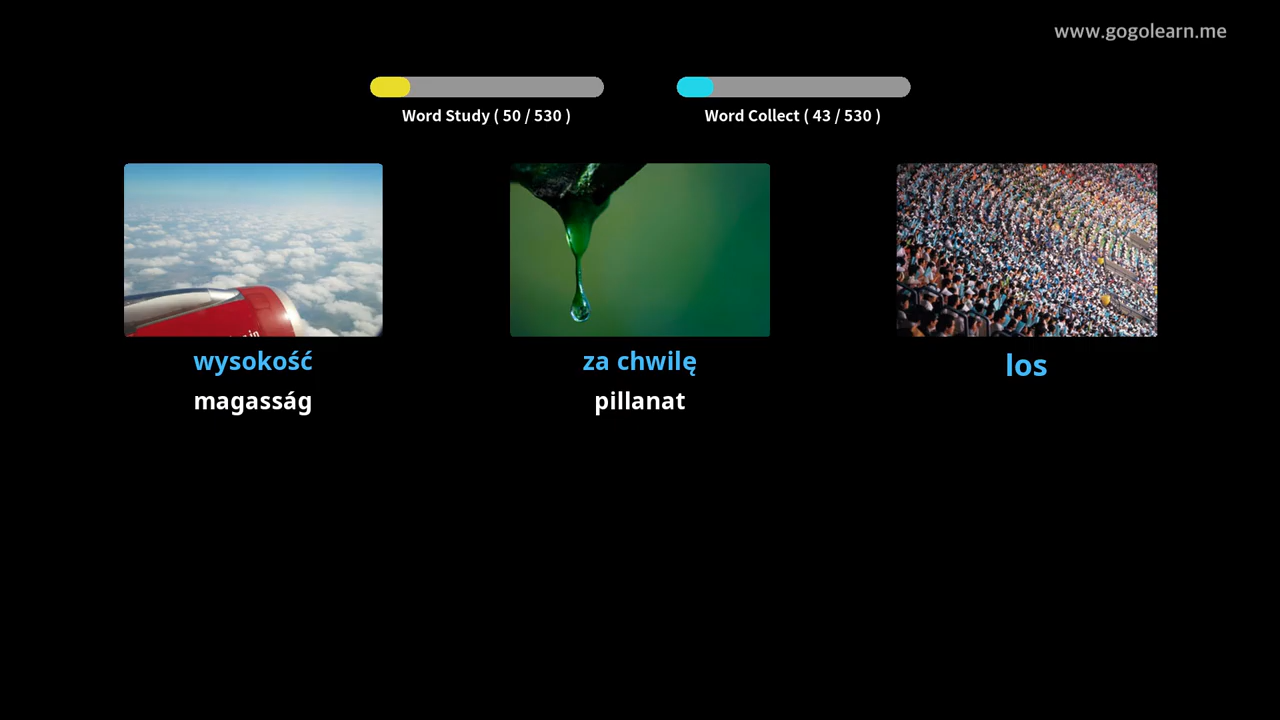 www.gogolearn.me
Word Study ( 50 / 530 )
Word Collect ( 43 / 530 )
wysokość
magasság
za chwilę
pillanat
los